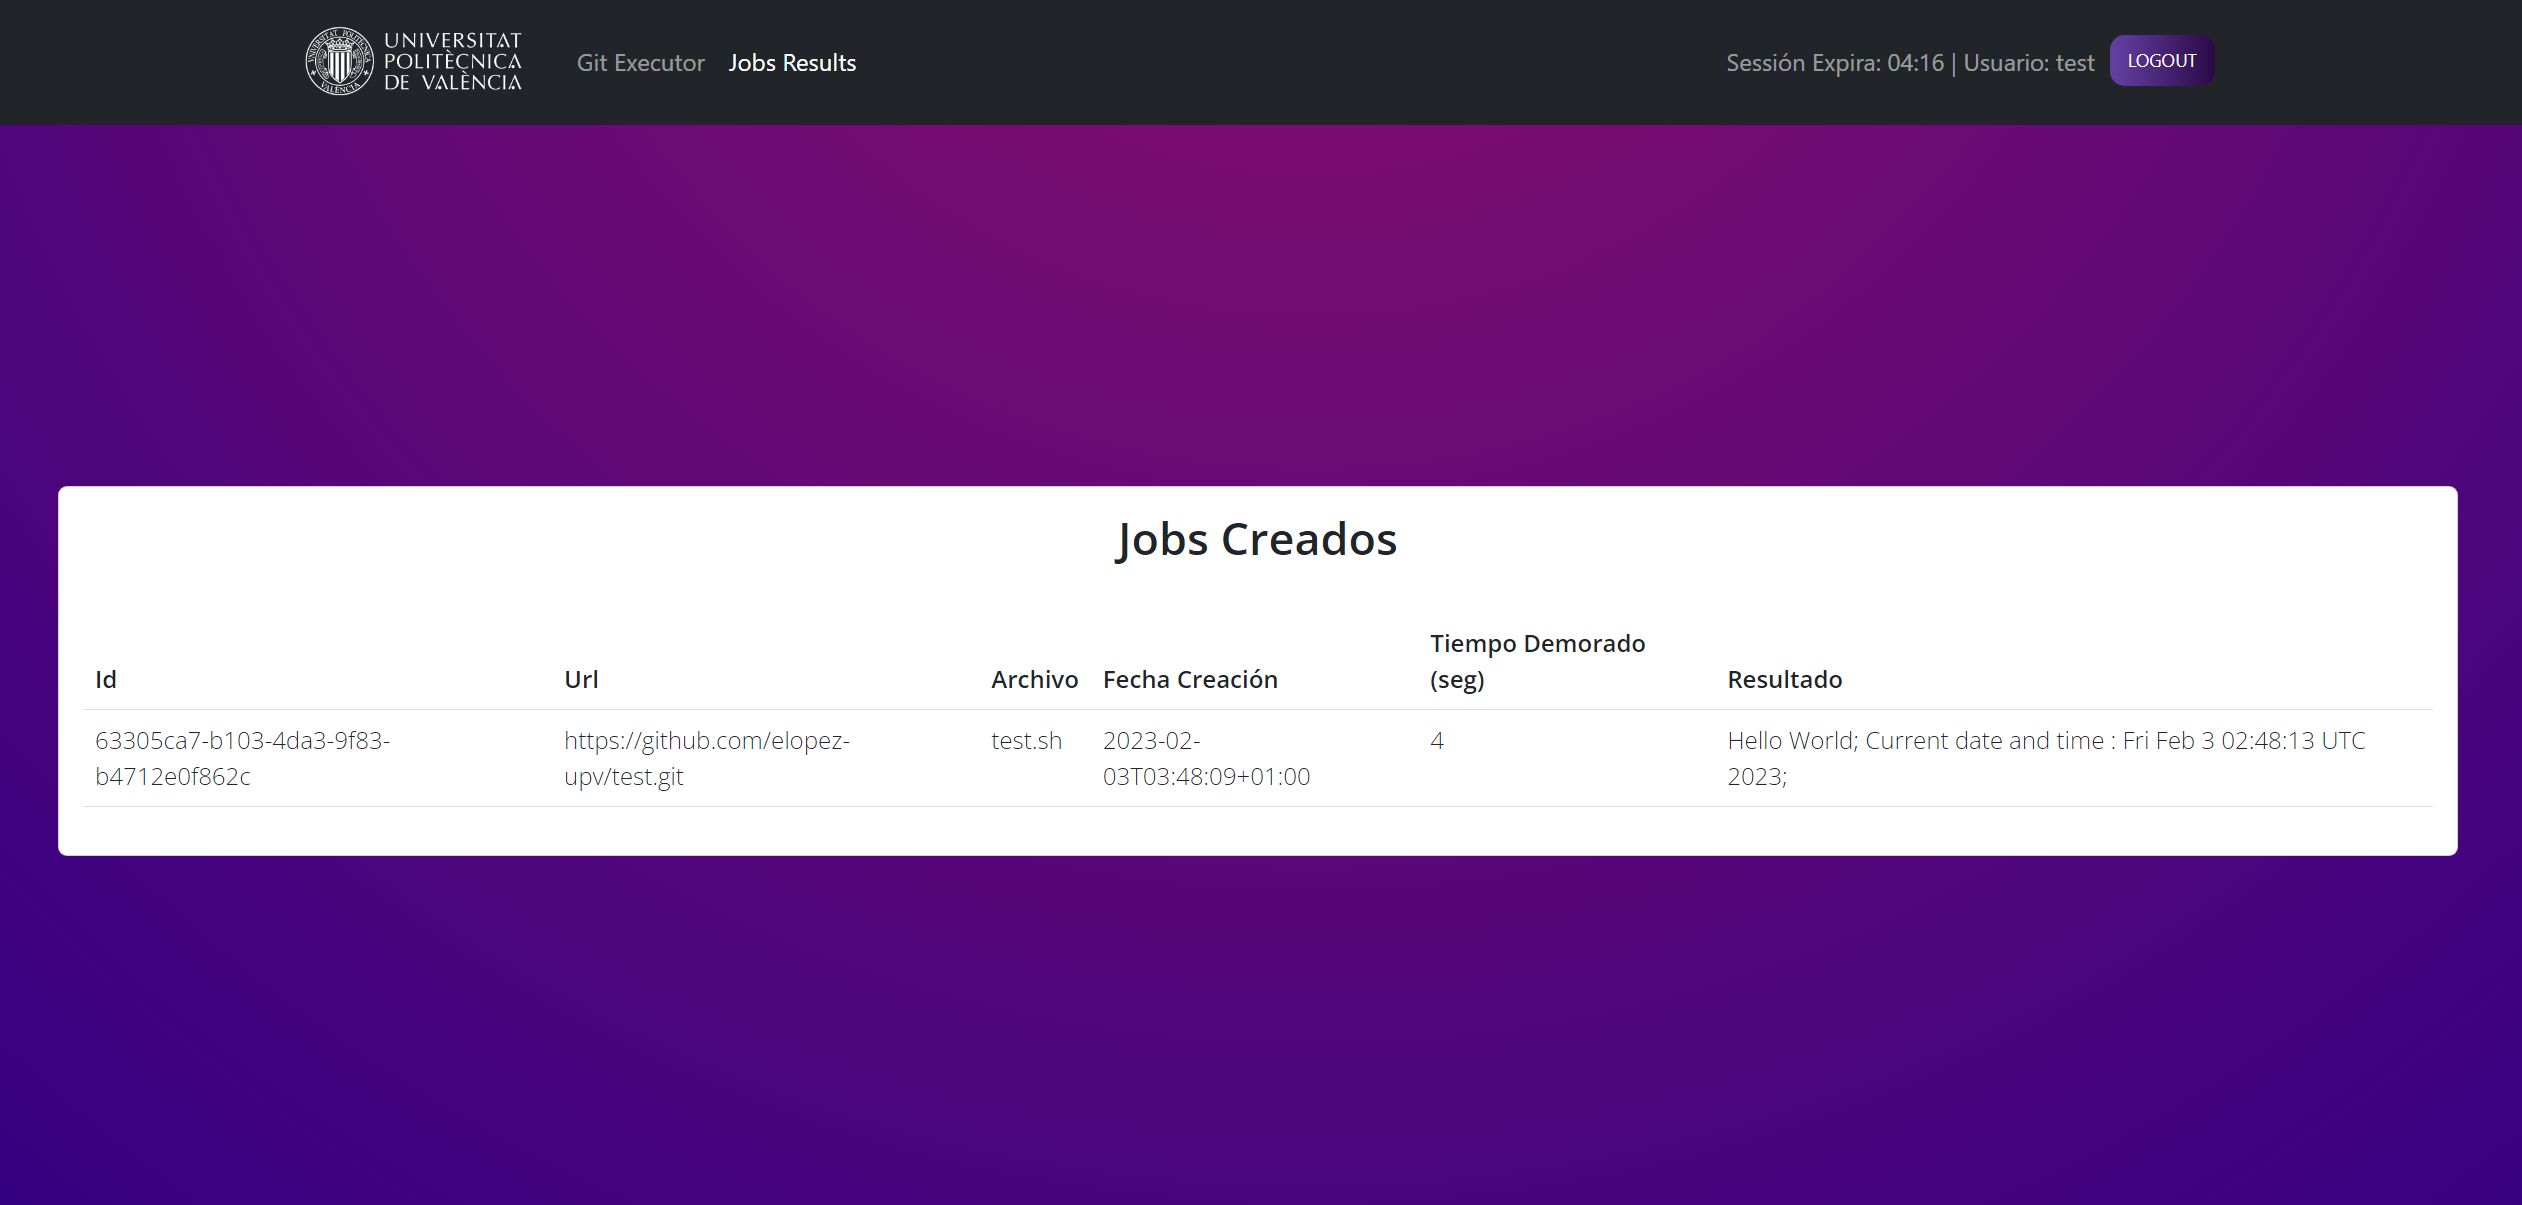 UNIVERSITAT
POLITÈCNICA
DE VALÈNCIA
Git Executor Jobs Results
Sessión Expira: 04:16 | Usuario: test LOGOUT
Jobs Creados
Id Url Archivo Fecha Creación Tiempo Demorado (seg) Resultado
63305ca7-b103-4da3-9f83- https://github.com/elopez- test.sh 2023-02- 4 Hello World; Current date and time : Fri Feb 3 02:48:13 UTC
b4712e0f862c upv/test.git 03T03:48:09+01:00 2023;